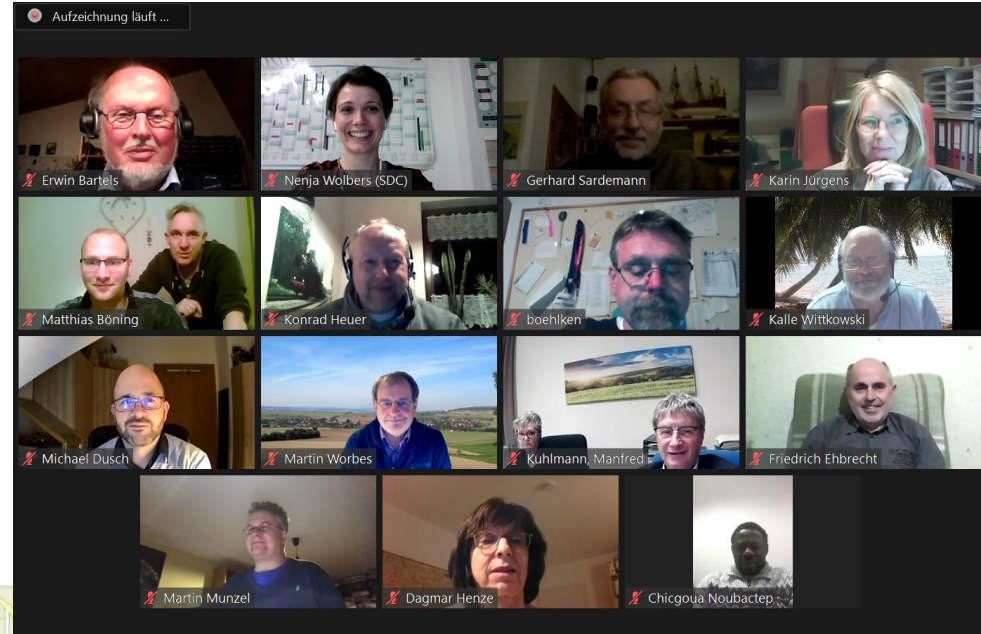 Aufzeichnung läuft ...
Erwin Bartels
Nenja Wolbers (SDC)
Gerhard Sardemann
Karin Jürgens
Matthias Böning
Konrad Heuer
boehlken
Kalle Wittkowski
Michael Dusch
Martin Worbes
Kuhlmann, Manfred
Friedrich Ehbrecht
Martin Munzel
Dagmar Henze
Chicgoua Noubactep